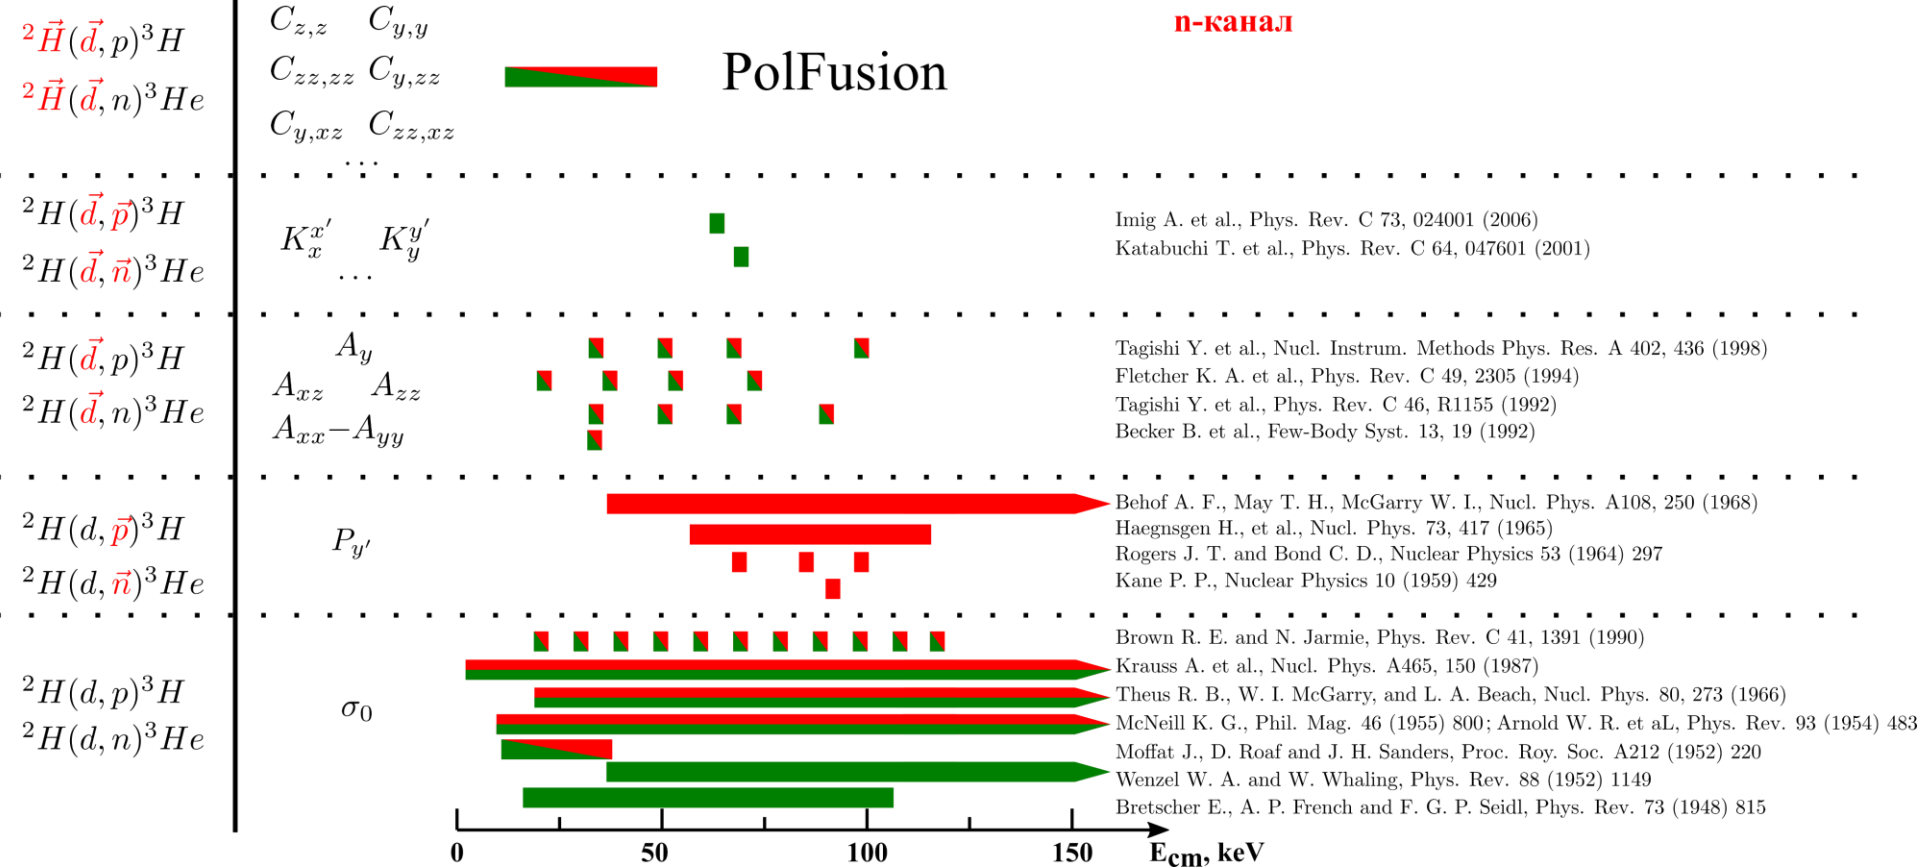 n-канал
²H⃗(d⃗, p)³H
²H⃗(d⃗, n)³He
C_{z,z} C_{y,y}
C_{zz,zz} C_{y,zz}
C_{y,xz} C_{zz,xz}
...
PolFusion
²H(d⃗, p⃗)³H
²H(d⃗, n⃗)³He
K_x^{x'} K_y^{y'}
...
Imig A. et al., Phys. Rev. C 73, 024001 (2006)
Katabuchi T. et al., Phys. Rev. C 64, 047601 (2001)
²H(d⃗, p)³H
²H(d⃗, n)³He
A_y
A_{xz} A_{zz}
A_{xx}−A_{yy}
Tagishi Y. et al., Nucl. Instrum. Methods Phys. Res. A 402, 436 (1998)
Fletcher K. A. et al., Phys. Rev. C 49, 2305 (1994)
Tagishi Y. et al., Phys. Rev. C 46, R1155 (1992)
Becker B. et al., Few-Body Syst. 13, 19 (1992)
²H(d, p⃗)³H
²H(d, n⃗)³He
P_{y'}
Behof A. F., May T. H., McGarry W. I., Nucl. Phys. A108, 250 (1968)
Haegnsgen H., et al., Nucl. Phys. 73, 417 (1965)
Rogers J. T. and Bond C. D., Nuclear Physics 53 (1964) 297
Kane P. P., Nuclear Physics 10 (1959) 429
²H(d, p)³H
²H(d, n)³He
σ₀
Brown R. E. and N. Jarmie, Phys. Rev. C 41, 1391 (1990)
Krauss A. et al., Nucl. Phys. A465, 150 (1987)
Theus R. B., W. I. McGarry, and L. A. Beach, Nucl. Phys. 80, 273 (1966)
McNeill K. G., Phil. Mag. 46 (1955) 800; Arnold W. R. et aL, Phys. Rev. 93 (1954) 483
Moffat J., D. Roaf and J. H. Sanders, Proc. Roy. Soc. A212 (1952) 220
Wenzel W. A. and W. Whaling, Phys. Rev. 88 (1952) 1149
Bretscher E., A. P. French and F. G. P. Seidl, Phys. Rev. 73 (1948) 815
0 50 100 150 E_{cm}, keV